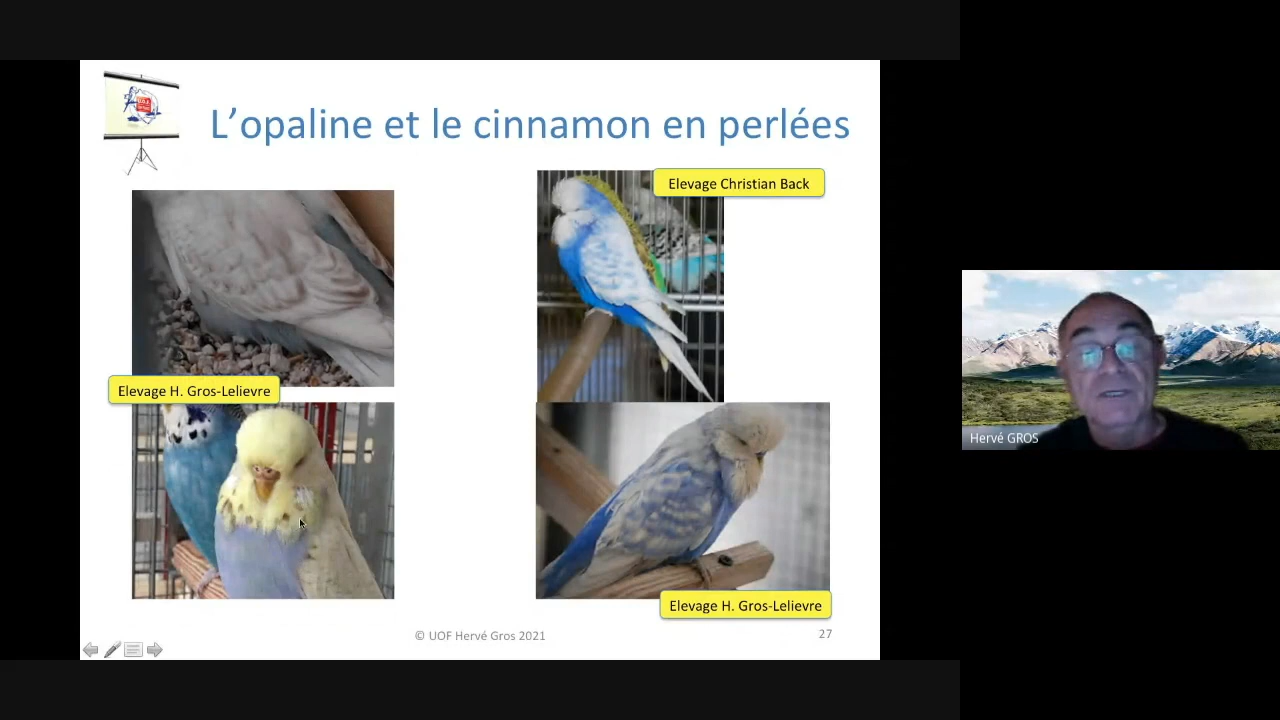 L’opaline et le cinnamon en perlées
Elevage Christian Back
Elevage H. Gros-Lelievre
Elevage H. Gros-Lelievre
© UOF Hervé Gros 2021
27
Hervé GROS